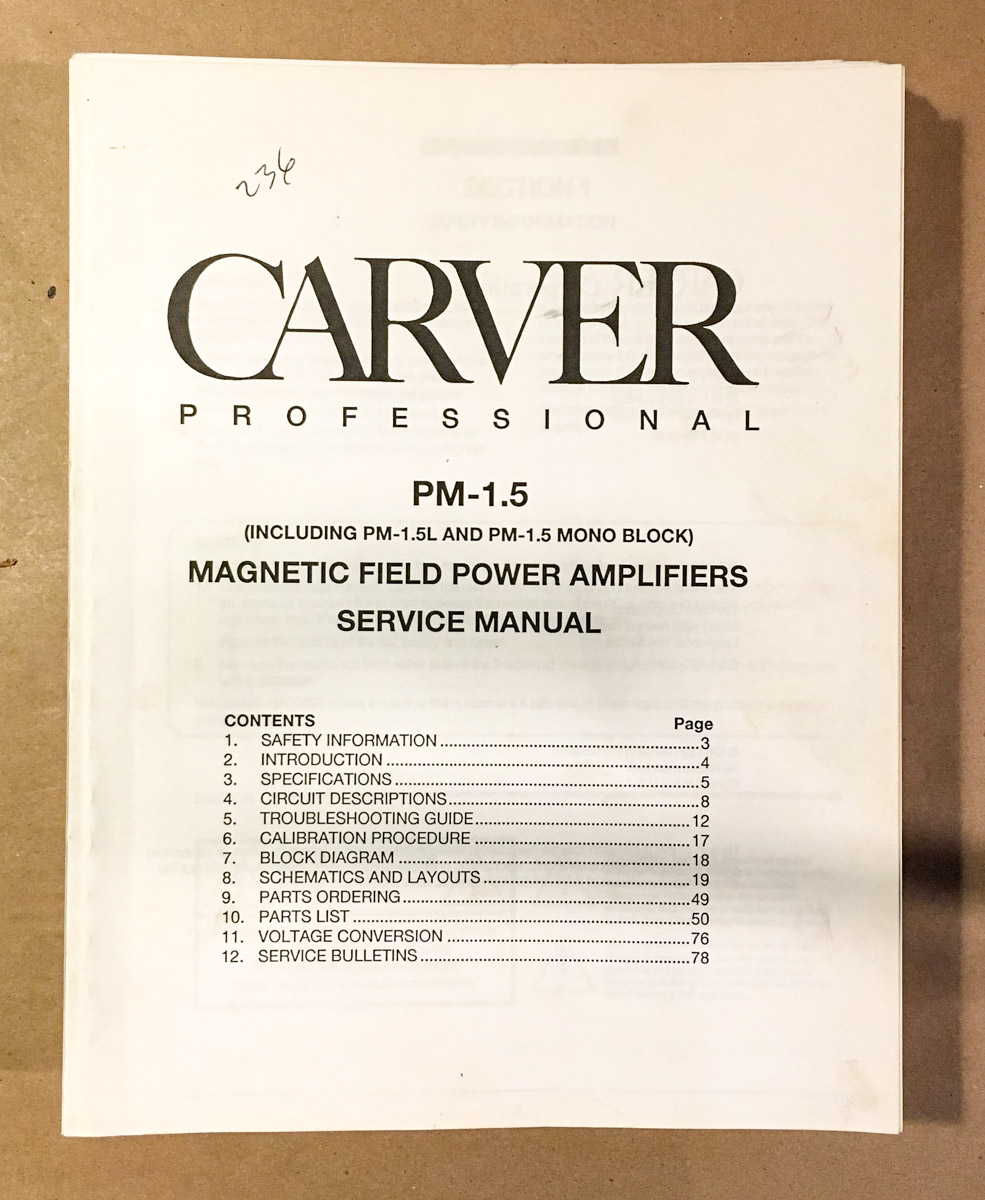 236
CARVER
PROFESSIONAL
PM-1.5
(INCLUDING PM-1.5L AND PM-1.5 MONO BLOCK)
MAGNETIC FIELD POWER AMPLIFIERS
SERVICE MANUAL
CONTENTS Page
1. SAFETY INFORMATION ........ 3
2. INTRODUCTION ........ 4
3. SPECIFICATIONS ........ 5
4. CIRCUIT DESCRIPTIONS ........ 8
5. TROUBLESHOOTING GUIDE ........ 12
6. CALIBRATION PROCEDURE ........ 17
7. BLOCK DIAGRAM ........ 18
8. SCHEMATICS AND LAYOUTS ........ 19
9. PARTS ORDERING ........ 49
10. PARTS LIST ........ 50
11. VOLTAGE CONVERSION ........ 76
12. SERVICE BULLETINS ........ 78